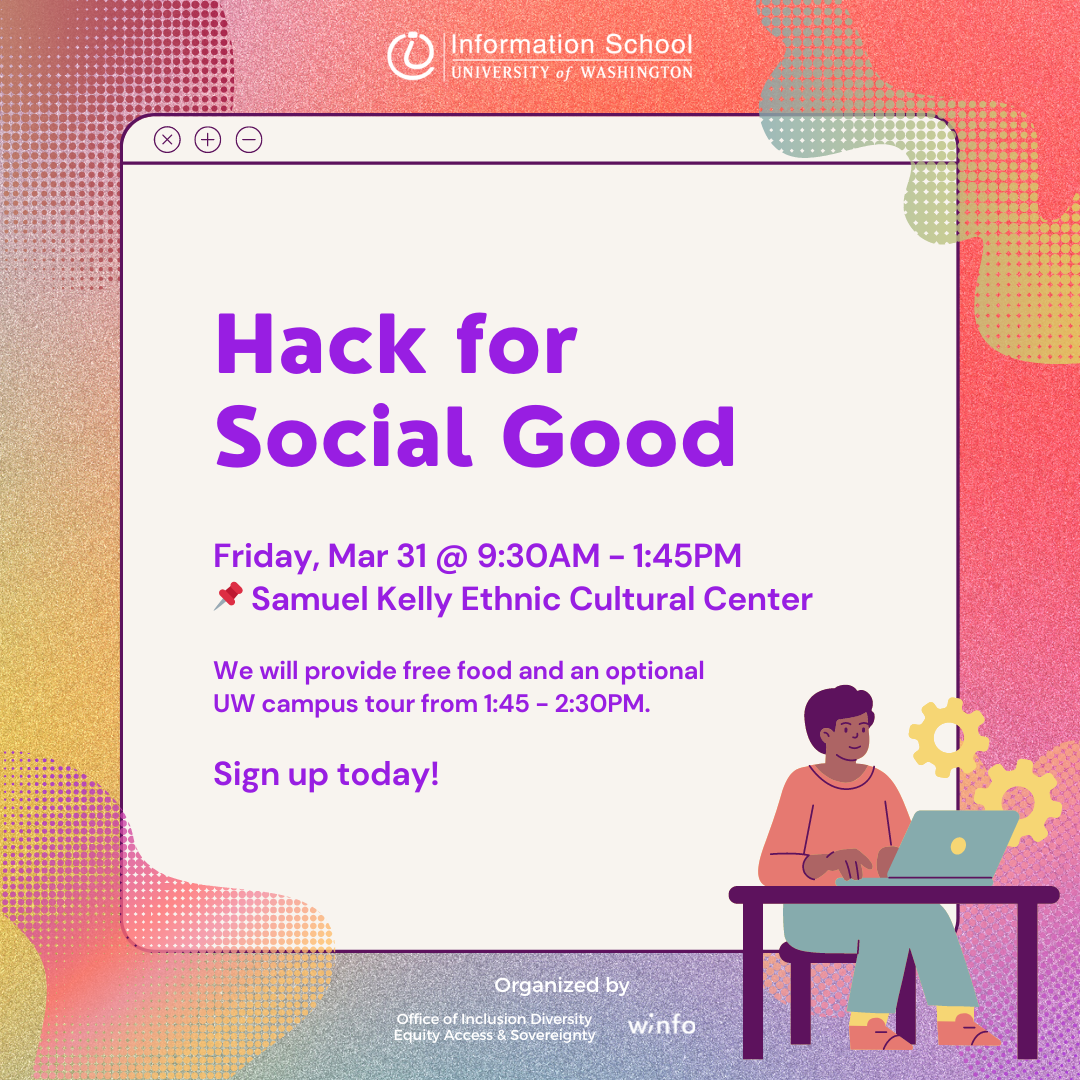 Information School
UNIVERSITY of WASHINGTON
Hack for
Social Good
Friday, Mar 31 @ 9:30AM – 1:45PM
📌 Samuel Kelly Ethnic Cultural Center
We will provide free food and an optional
UW campus tour from 1:45 – 2:30PM.
Sign up today!
Organized by
Office of Inclusion Diversity
Equity Access & Sovereignty
winfo